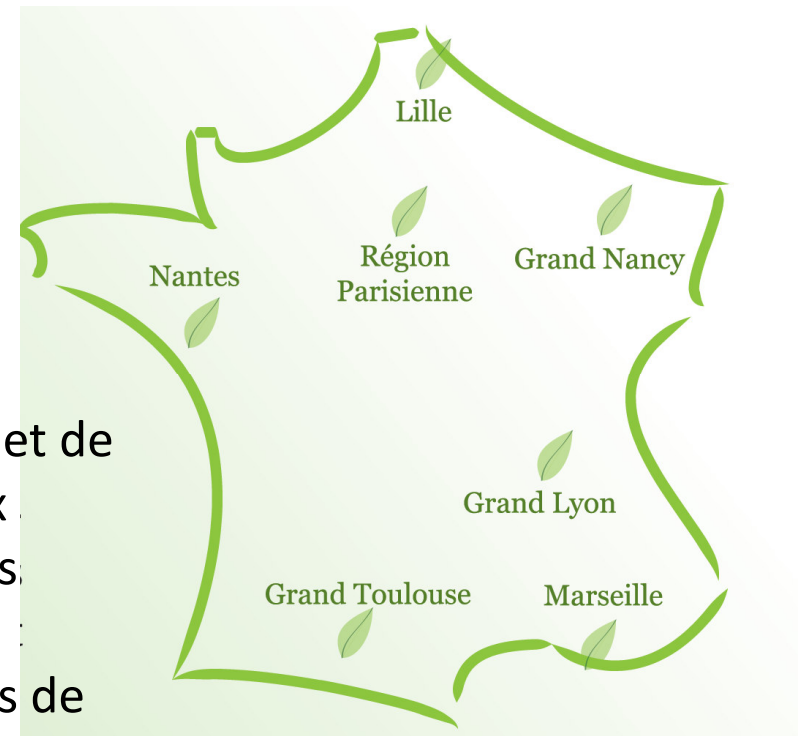 Lille
Région
Parisienne
Grand Nancy
Nantes
Grand Lyon
Grand Toulouse
Marseille
et de
s de